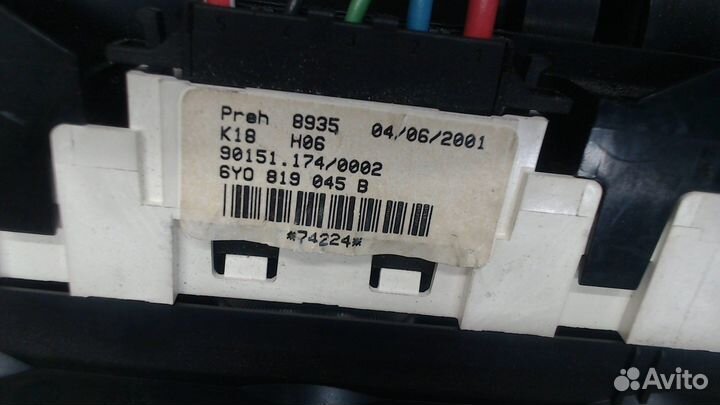 Preh 8935 04/06/2001
K18 H06
90151.174/0002
6Y0 819 045 B
*74224*
Avito